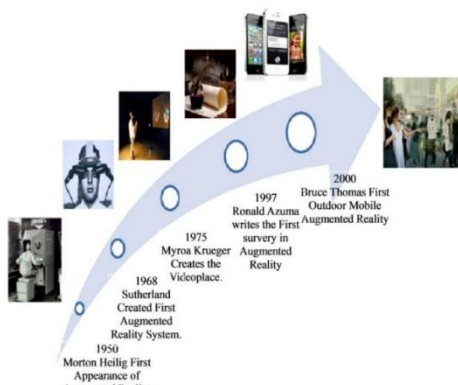 1950
Morton Heilig First
Appearance of
1968
Sutherland
Created First
Augmented
Reality System.
1975
Myroa Krueger
Creates the
Videoplace.
1997
Ronald Azuma
writes the First
survery in
Augmented
Reality
2000
Bruce Thomas First
Outdoor Mobile
Augmented Reality